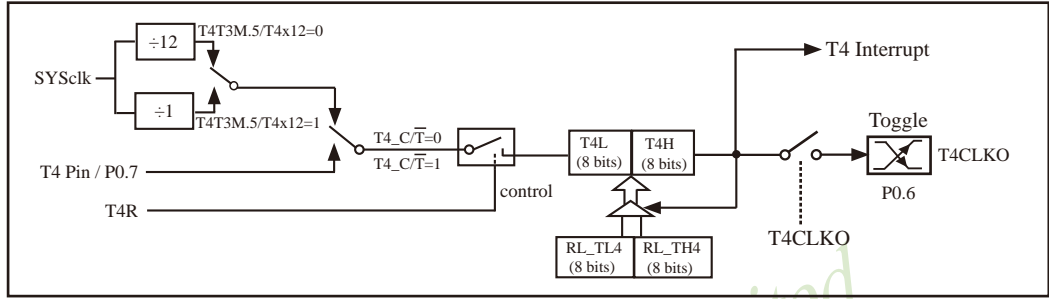 ÷12
T4T3M.5/T4x12=0
SYSclk
÷1
T4T3M.5/T4x12=1
T4_C/T̅=0
T4_C/T̅=1
T4 Pin / P0.7
T4R
control
T4L
(8 bits)
T4H
(8 bits)
RL_TL4
(8 bits)
RL_TH4
(8 bits)
T4 Interrupt
Toggle
T4CLKO
P0.6
T4CLKO